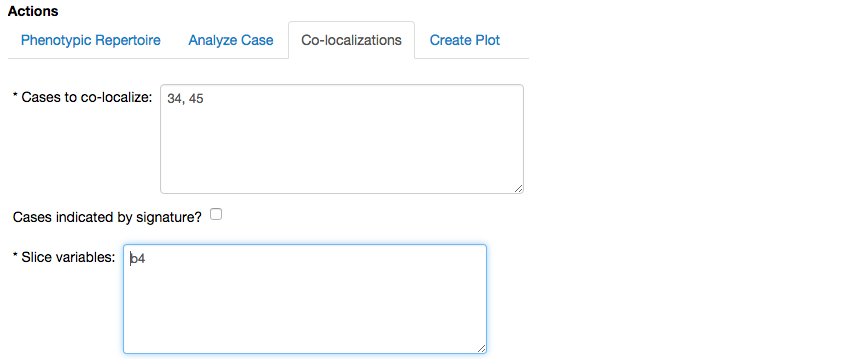 Actions
Phenotypic Repertoire Analyze Case Co-localizations Create Plot
* Cases to co-localize: 34, 45
Cases indicated by signature?
* Slice variables: b4